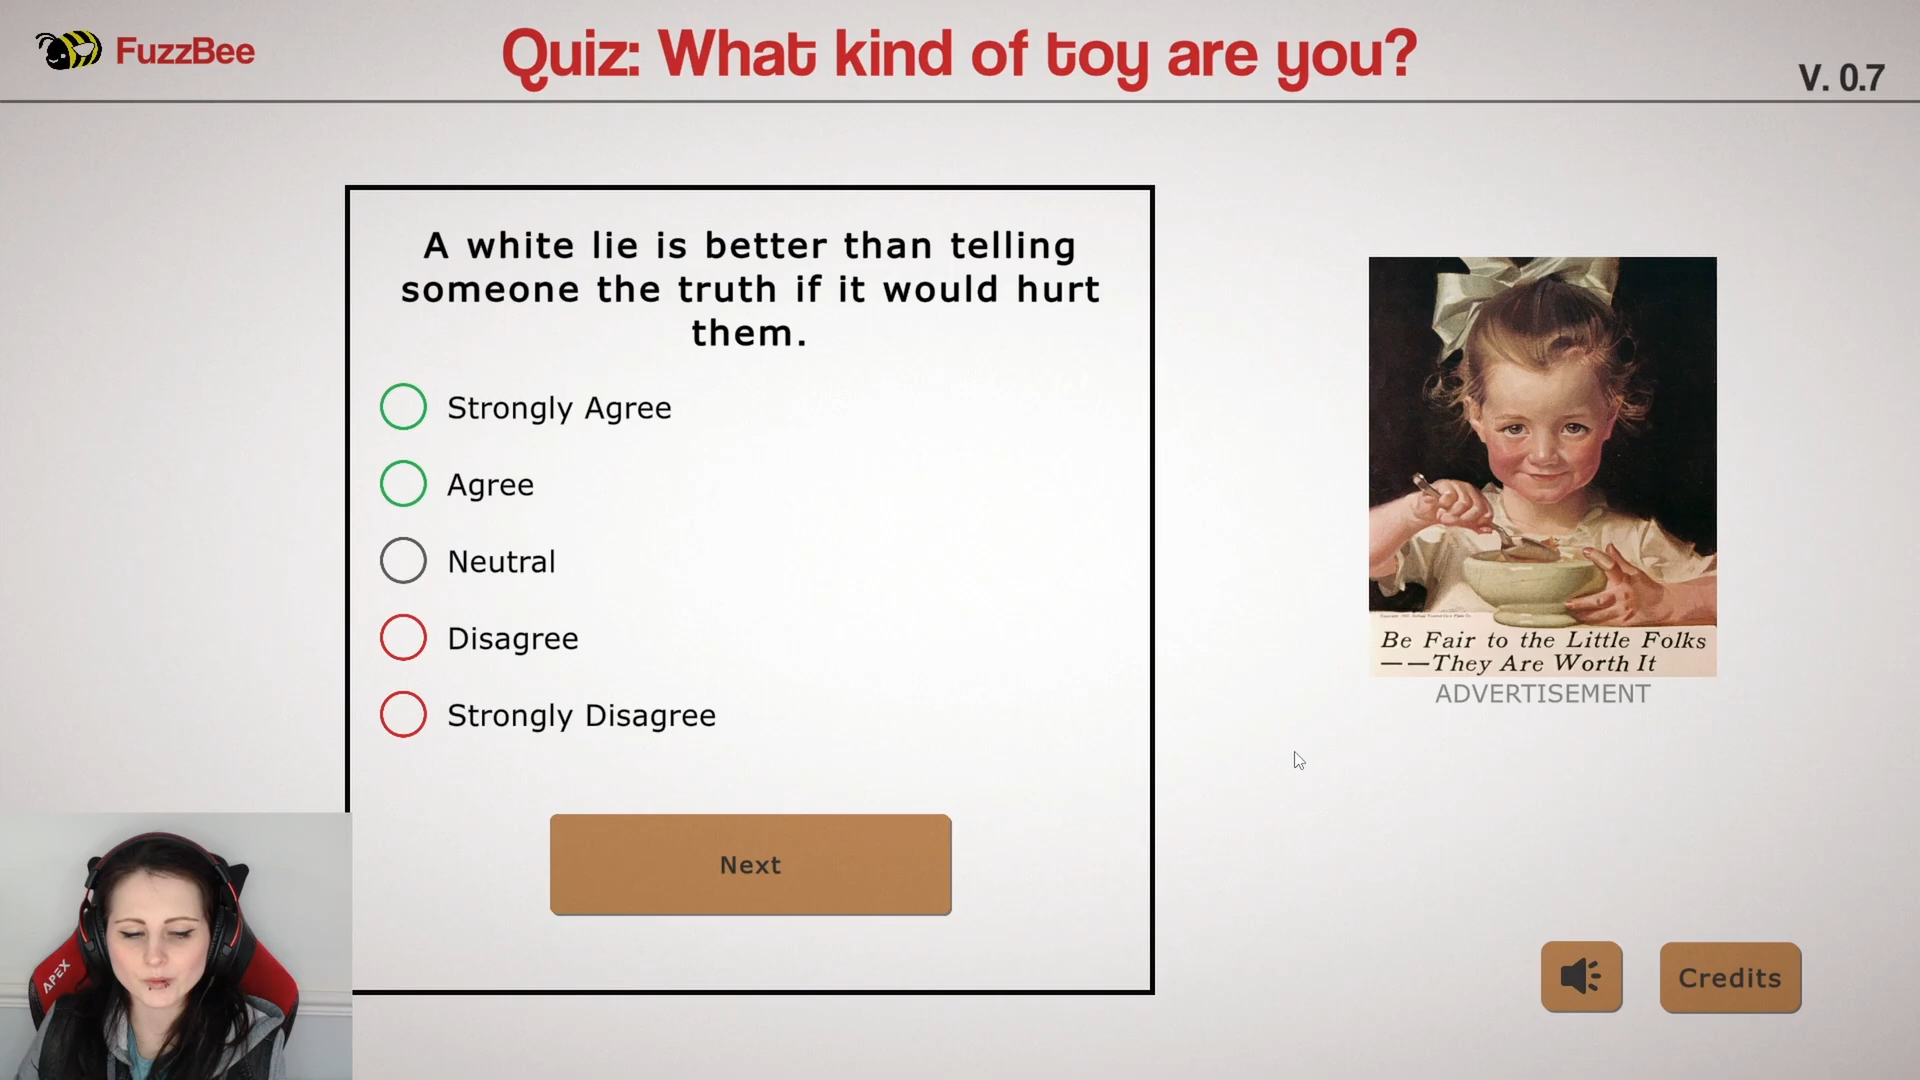 FuzzBee
Quiz: What kind of toy are you?
V. 0.7
A white lie is better than telling
someone the truth if it would hurt
them.
Strongly Agree
Agree
Neutral
Disagree
Strongly Disagree
Next
Be Fair to the Little Folks
——They Are Worth It
ADVERTISEMENT
APEX
Credits